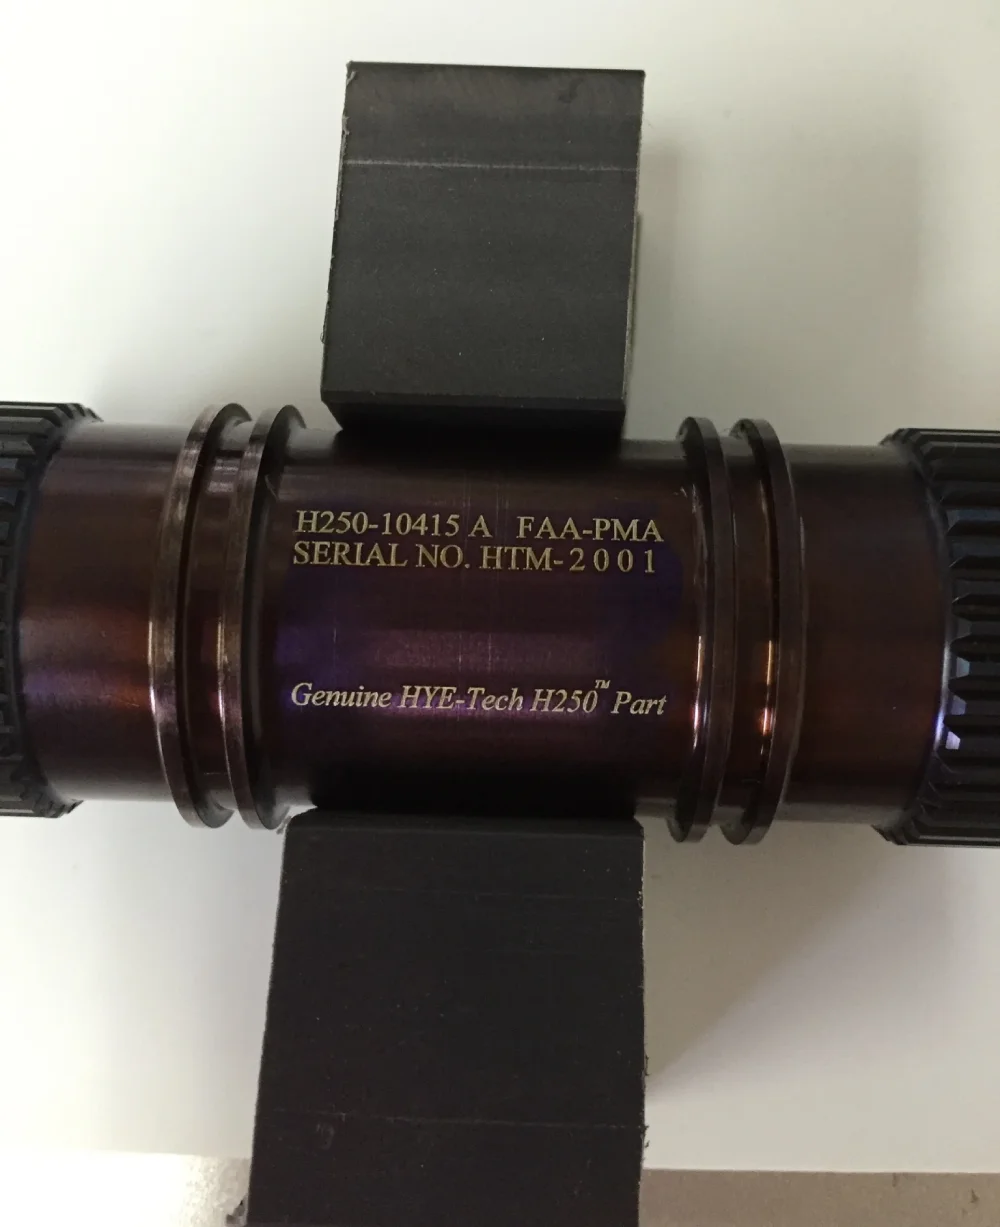 H250-10415 A FAA-PMA
SERIAL NO. HTM-2001
Genuine HYE-Tech H250™ Part